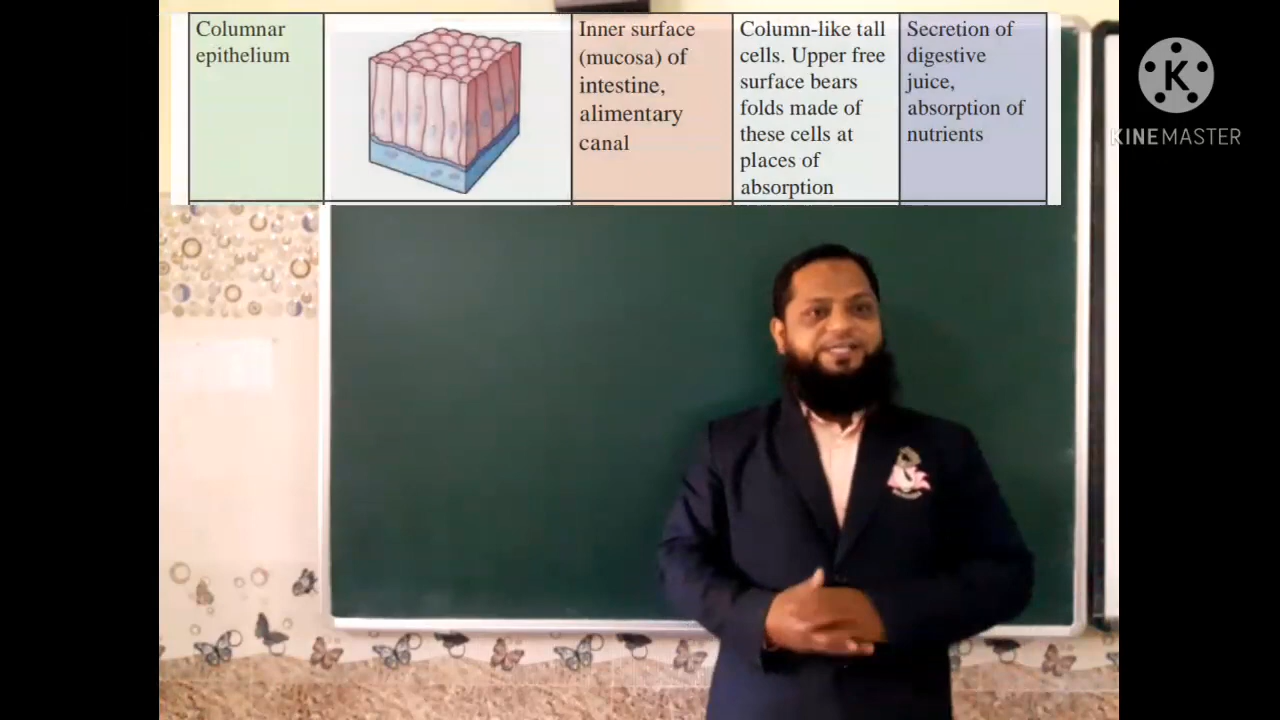 Columnar
epithelium
Inner surface
(mucosa) of
intestine,
alimentary
canal
Column-like tall
cells. Upper free
surface bears
folds made of
these cells at
places of
absorption
Secretion of
digestive
juice,
absorption of
nutrients
K
KINEMASTER